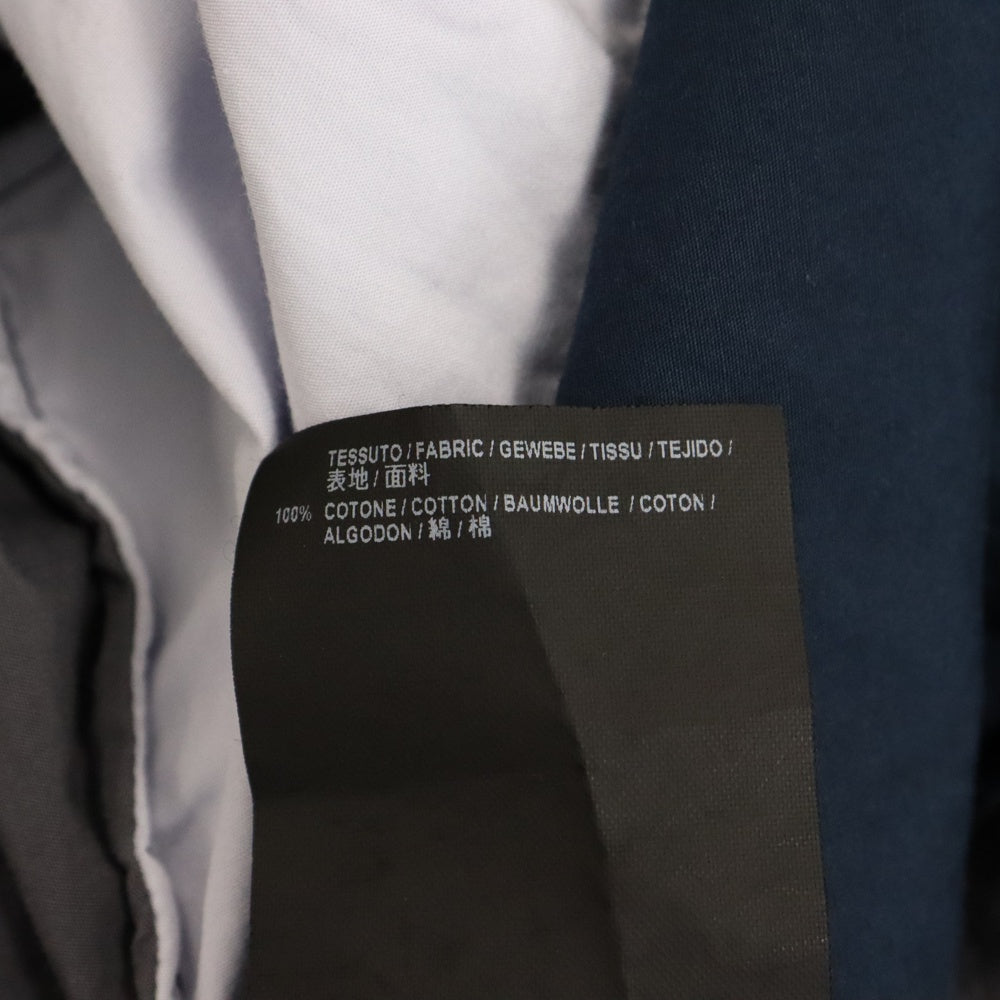 TESSUTO / FABRIC / GEWEBE / TISSU / TEJIDO /
表地 / 面料
100% COTONE / COTTON / BAUMWOLLE / COTON /
ALGODON / 綿 / 棉